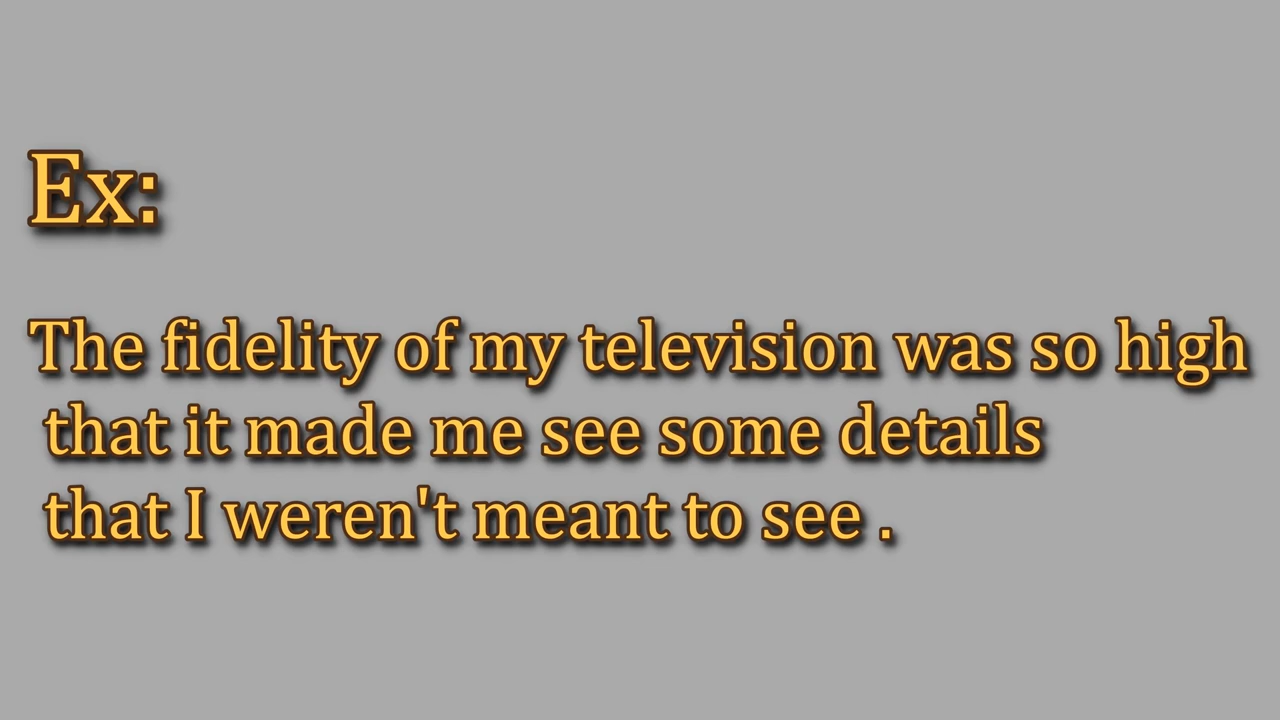 Ex:
The fidelity of my television was so high
that it made me see some details
that I weren't meant to see .